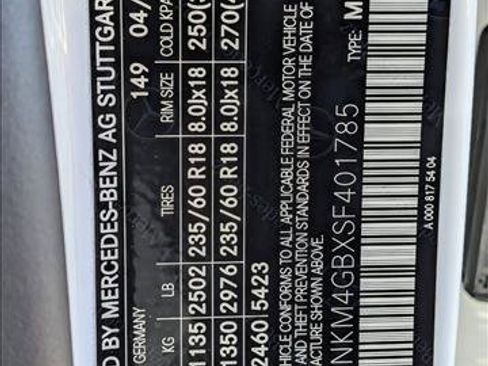 D BY MERCEDES-BENZ AG STUTTGAR
GERMANY 149 04/
KG LB TIRES RIM SIZE COLD KPA
1135 2502 235/60 R18 8.0Jx18 250(
1350 2976 235/60 R18 8.0Jx18 270(
2460 5423
HICLE CONFORMS TO ALL APPLICABLE FEDERAL MOTOR VEHICLE
AND THEFT PREVENTION STANDARDS IN EFFECT ON THE DATE OF
ACTURE SHOWN ABOVE.
NKM4GBXSF401785 TYPE: M
A 000 817 54 04